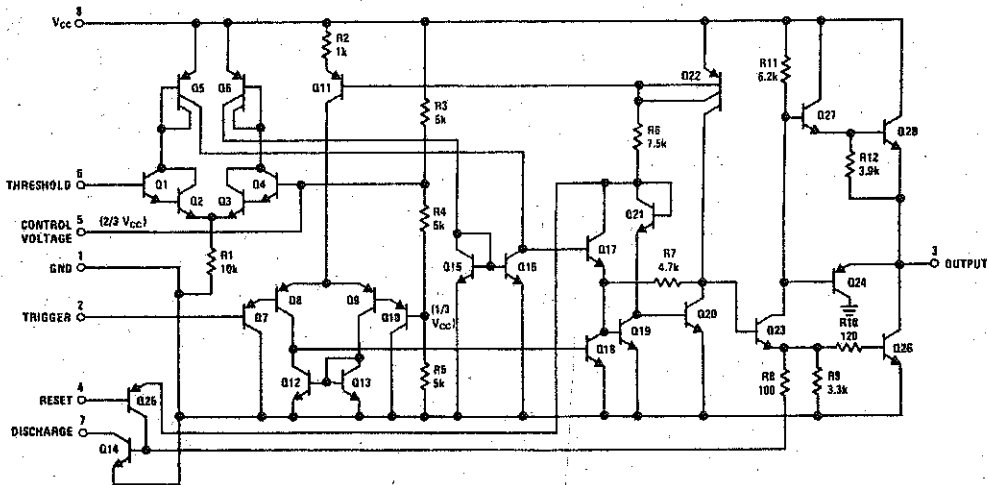 8
VCC
R2
1k
R11
6.2k
Q5
Q6
Q11
Q22
Q27
Q28
R3
5k
R6
7.5k
R12
3.9k
6
THRESHOLD
Q1
Q2
Q3
Q4
5
CONTROL
VOLTAGE
(2/3 VCC)
R4
5k
Q21
1
GND
R1
10k
Q15
Q16
Q17
R7
4.7k
3
OUTPUT
Q24
Q8
Q9
2
TRIGGER
Q7
Q10
(1/3
VCC)
Q18
Q19
Q20
Q23
120
Q26
Q12
Q13
R5
5k
R8
100
R9
3.3k
4
RESET
Q25
7
DISCHARGE
Q14